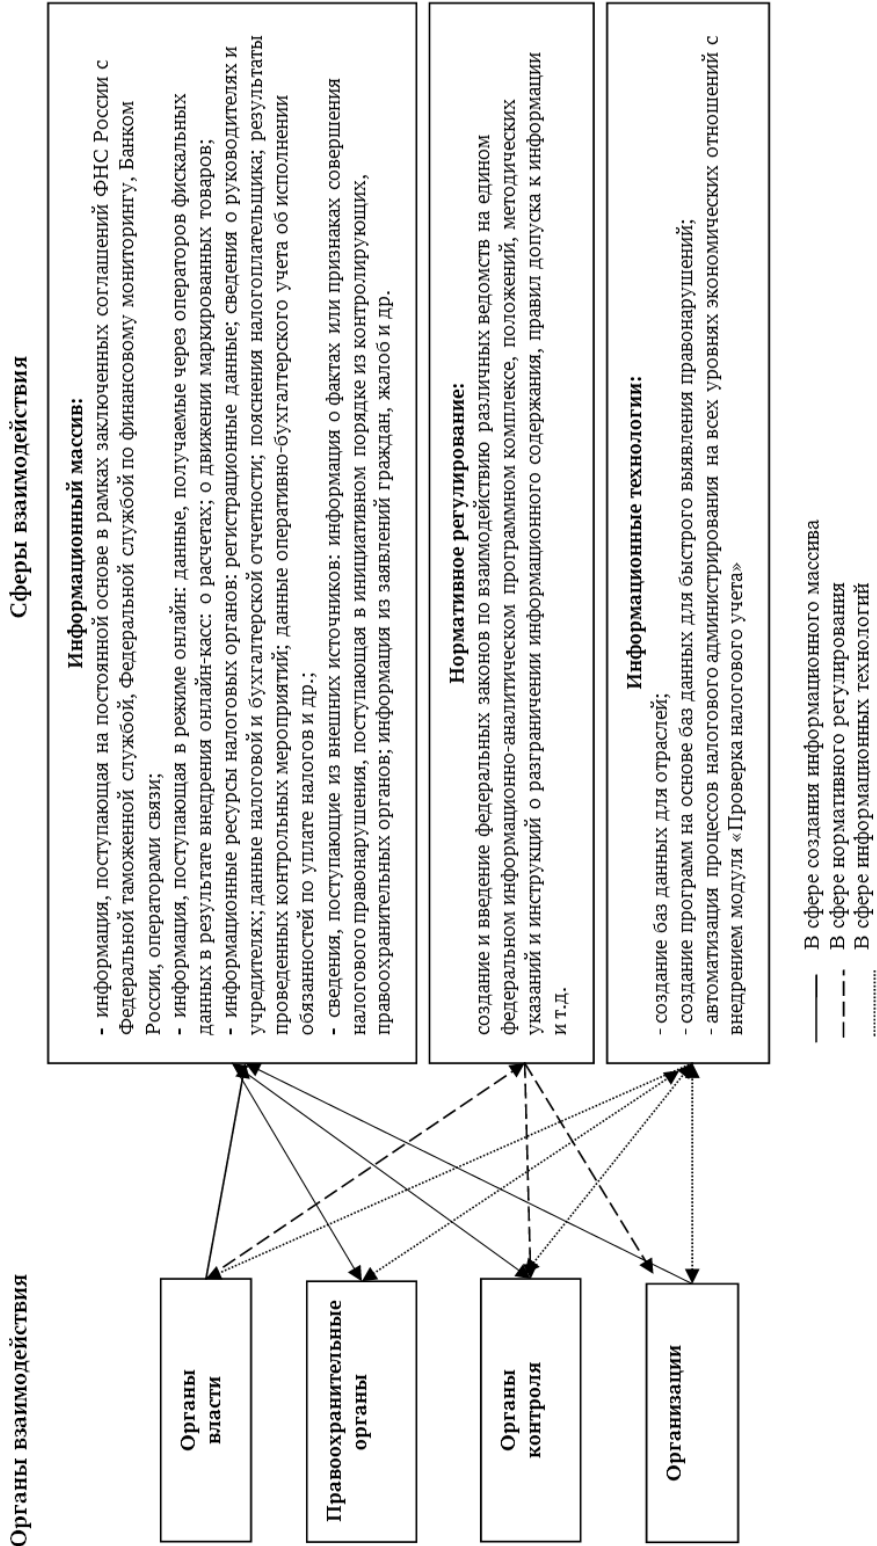 Органы взаимодействия
Сферы взаимодействия
Органы
власти
Правоохранительные
органы
Органы
контроля
Организации
Информационный массив:
- информация, поступающая на постоянной основе в рамках заключенных соглашений ФНС России с
Федеральной таможенной службой, Федеральной службой по финансовому мониторингу, Банком
России, операторами связи;
- информация, поступающая в режиме онлайн: данные, получаемые через операторов фискальных
данных в результате внедрения онлайн-касс: о расчетах; о движении маркированных товаров;
- информационные ресурсы налоговых органов: регистрационные данные; сведения о руководителях и
учредителях; данные налоговой и бухгалтерской отчетности; пояснения налогоплательщика; результаты
проведенных контрольных мероприятий; данные оперативно-бухгалтерского учета об исполнении
обязанностей по уплате налогов и др.;
- сведения, поступающие из внешних источников: информация о фактах или признаках совершения
налогового правонарушения, поступающая в инициативном порядке из контролирующих,
правоохранительных органов; информация из заявлений граждан, жалоб и др.
Нормативное регулирование:
создание и введение федеральных законов по взаимодействию различных ведомств на едином
федеральном информационно-аналитическом программном комплексе, положений, методических
указаний и инструкций о разграничении информационного содержания, правил допуска к информации
и т.д.
Информационные технологии:
- создание баз данных для отраслей;
- создание программ на основе баз данных для быстрого выявления правонарушений;
- автоматизация процессов налогового администрирования на всех уровнях экономических отношений с
внедрением модуля «Проверка налогового учета»
В сфере создания информационного массива
В сфере нормативного регулирования
В сфере информационных технологий